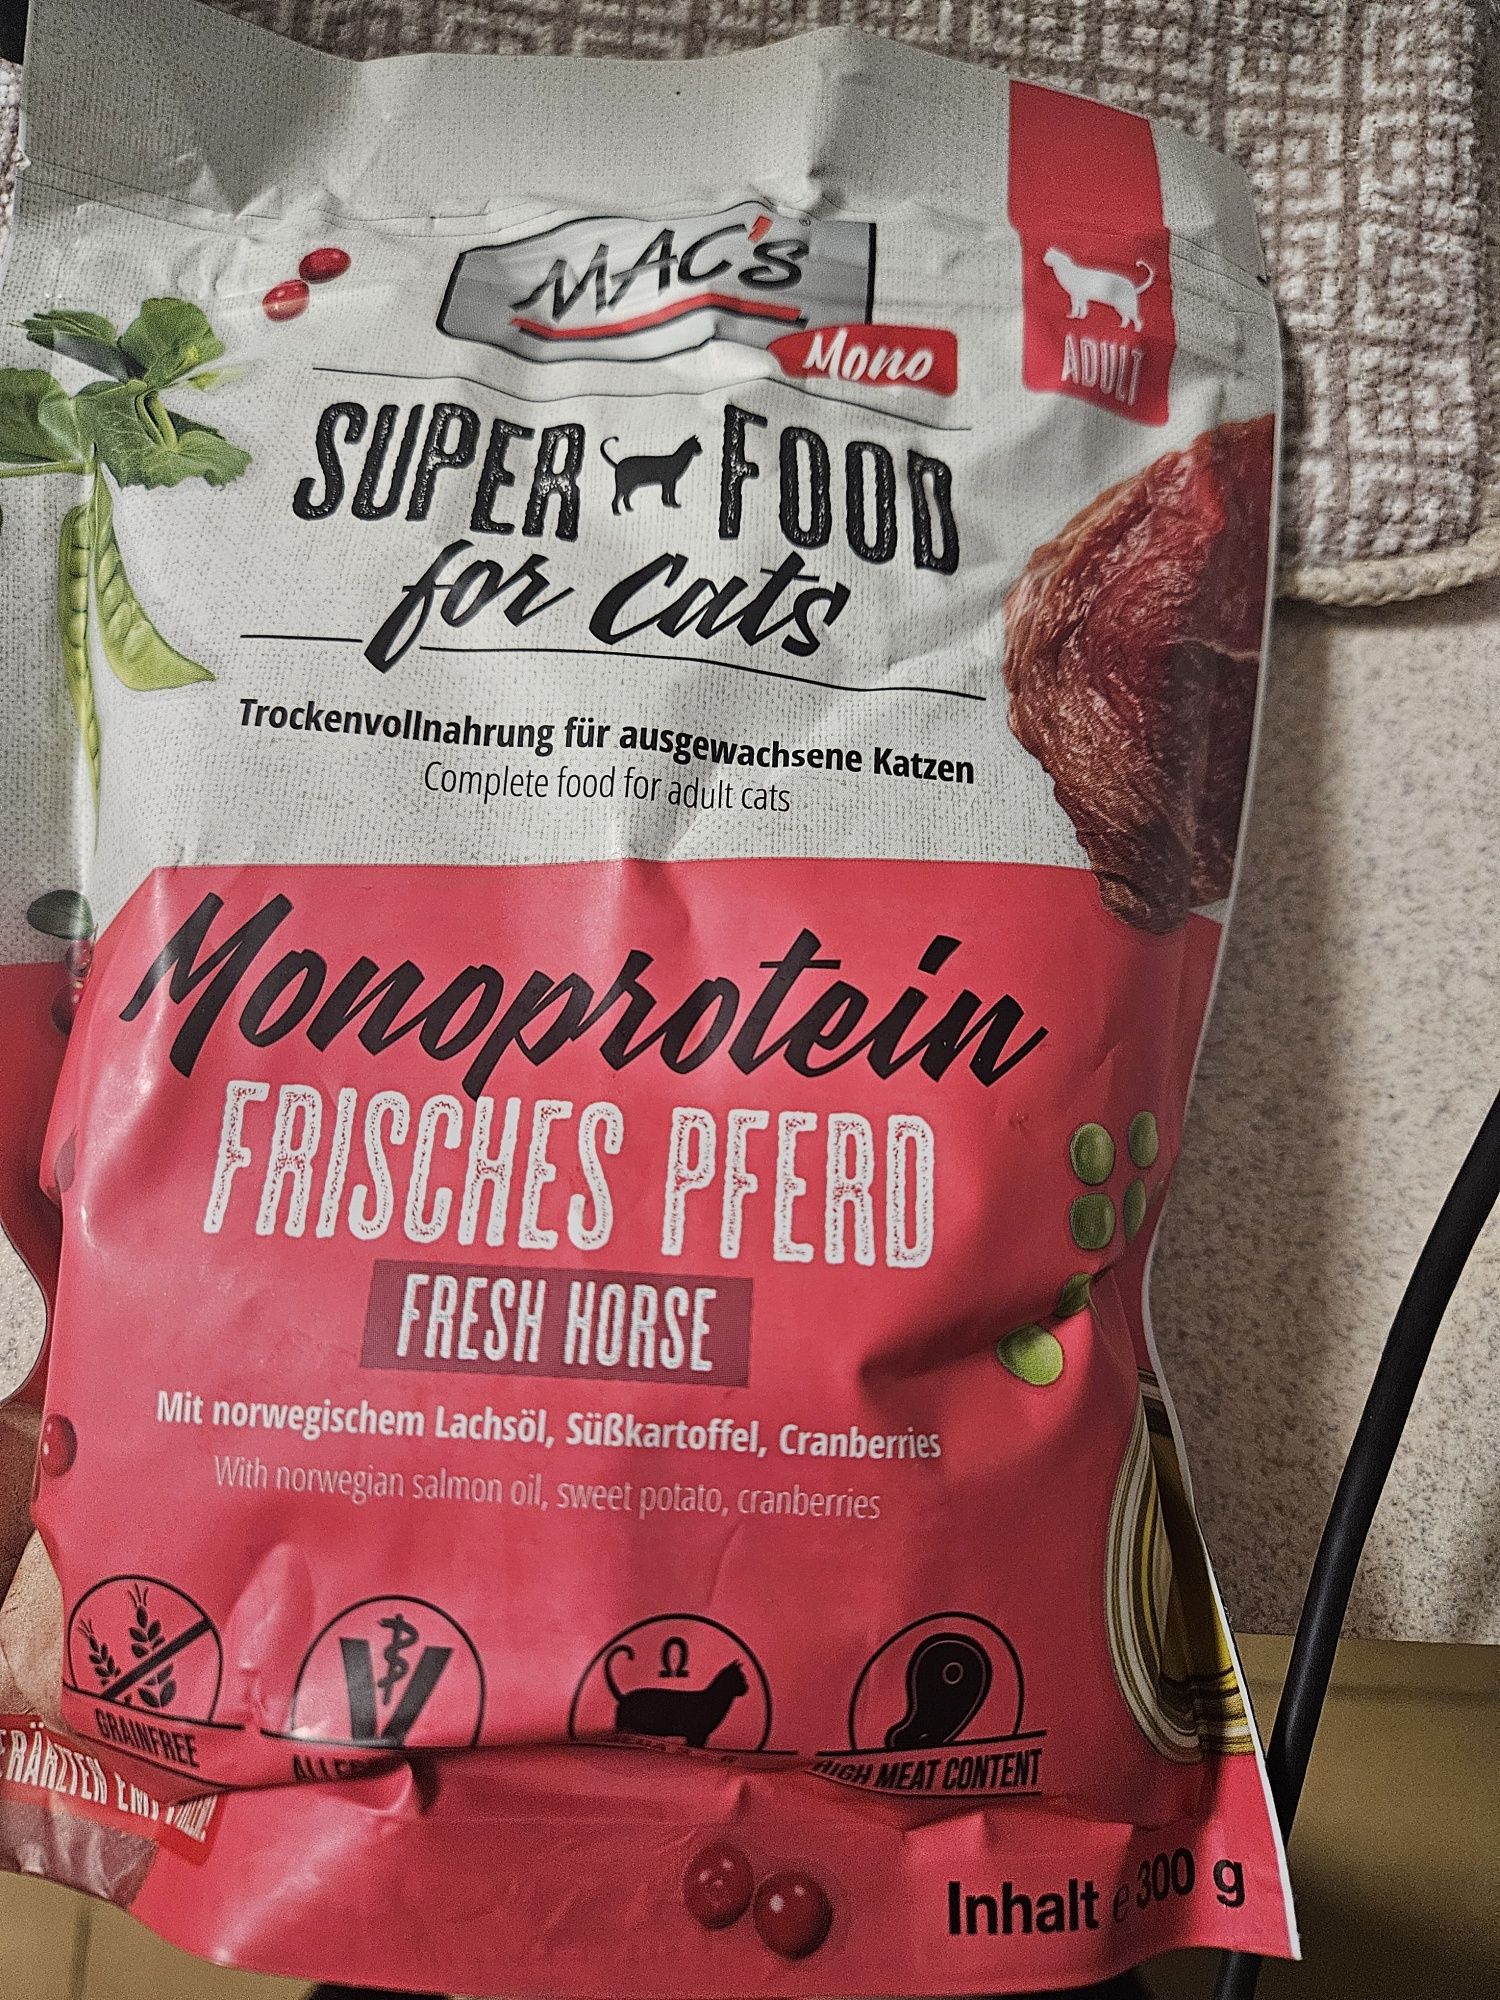 MAC'S®
Mono
ADULT
SUPER FOOD
for cats
Trockenvollnahrung für ausgewachsene Katzen
Complete food for adult cats
Monoprotein
FRISCHES PFERD
FRESH HORSE
Mit norwegischem Lachsöl, Süßkartoffel, Cranberries
With norwegian salmon oil, sweet potato, cranberries
Ω
GRAINFREE
HIGH MEAT CONTENT
Inhalt e 300 g